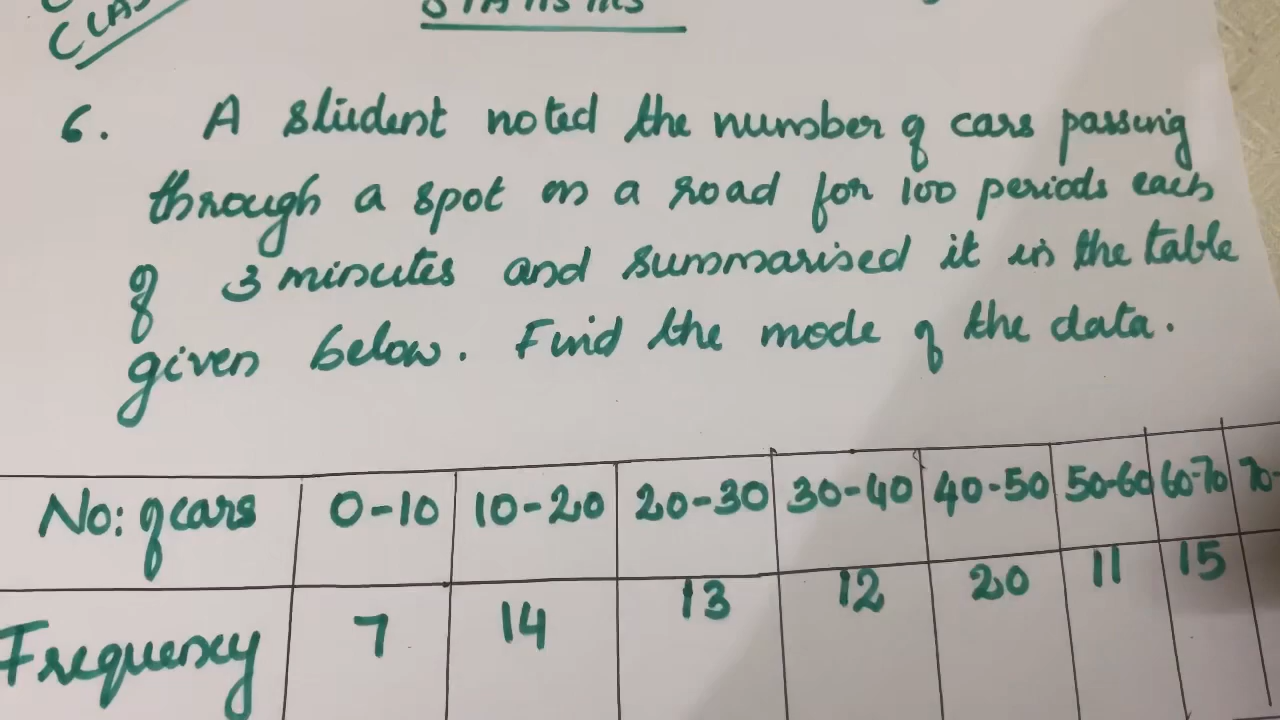 6. A student noted the number of cars passing
through a spot on a road for 100 periods each
of 3 minutes and summarised it in the table
given below. Find the mode of the data.
No: of cars 0-10 10-20 20-30 30-40 40-50 50-60 60-70 70-
Frequency 7 14 13 12 20 11 15